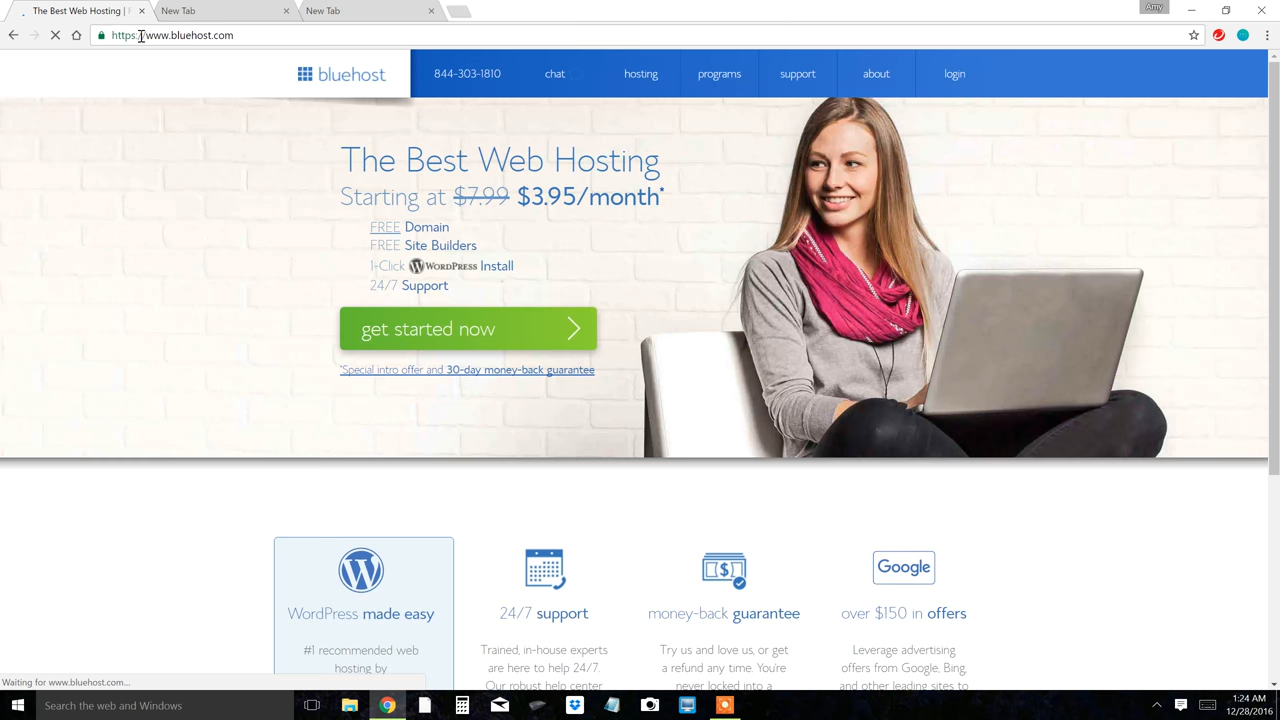 The Best Web Hosting |
New Tab
New Tab
Amy
https://www.bluehost.com
bluehost
844-303-1810
chat
hosting
programs
support
about
login
The Best Web Hosting
Starting at $7.99 $3.95/month*
FREE Domain
FREE Site Builders
1-Click WORDPRESS Install
24/7 Support
get started now
*Special intro offer and 30-day money-back guarantee
WordPress made easy
#1 recommended web
hosting by
24/7 support
Trained, in-house experts
are here to help 24/7.
Our robust help center
money-back guarantee
Try us and love us, or get
a refund any time. You're
never locked into a
Google
over $150 in offers
Leverage advertising
offers from Google, Bing,
and other leading sites to
Waiting for www.bluehost.com...
Search the web and Windows
1:24 AM
12/28/2016